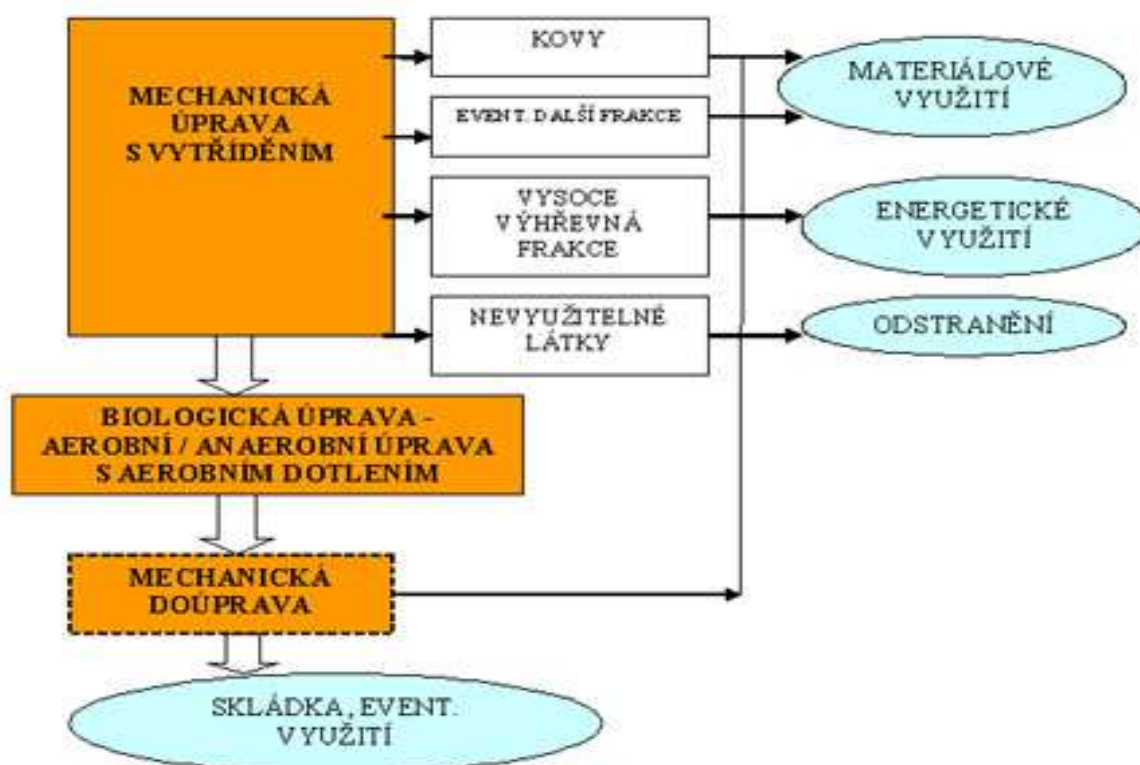 MECHANICKÁ
ÚPRAVA
S VYTŘÍDĚNÍM
KOVY
EVENT. DALŠÍ FRAKCE
VYSOCE
VÝHŘEVNÁ
FRAKCE
NEVYUŽITELNÉ
LÁTKY
MATERIÁLOVÉ
VYUŽITÍ
ENERGETICKÉ
VYUŽITÍ
ODSTRANĚNÍ
BIOLOGICKÁ ÚPRAVA -
AEROBNÍ / ANAEROBNÍ ÚPRAVA
S AEROBNÍM DOTLENÍM
MECHANICKÁ
DOÚPRAVA
SKLÁDKA, EVENT.
VYUŽITÍ